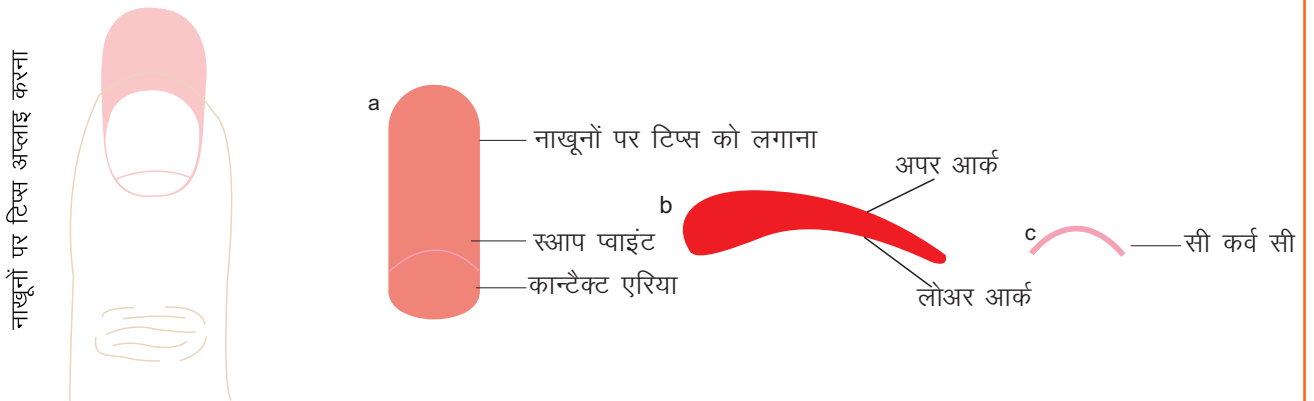 नाखूनों पर टिप्स अप्लाइ करना
a
नाखूनों पर टिप्स को लगाना
स्आप प्वाइंट
कान्टैक्ट एरिया
b
अपर आर्क
लोअर आर्क
c
सी कर्व सी